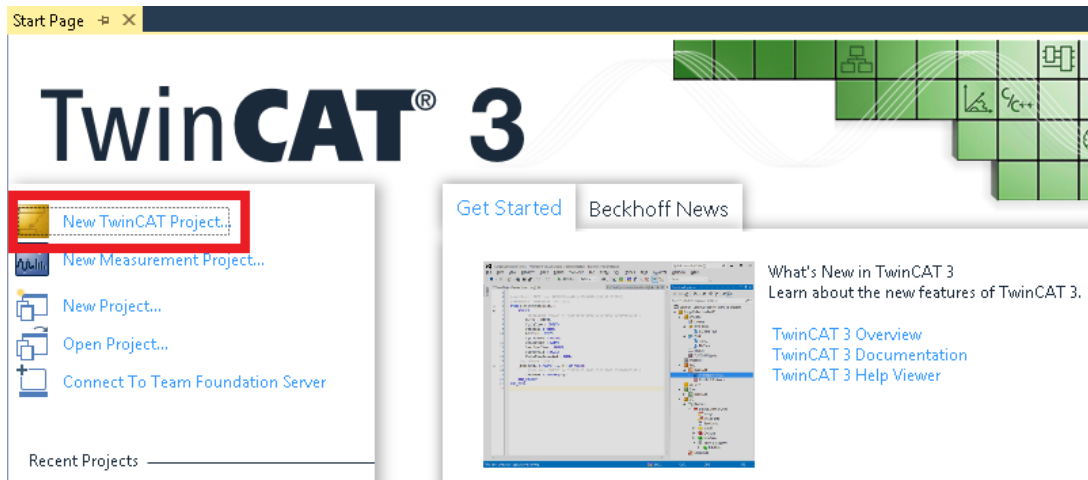 Start Page
TwinCAT® 3
New TwinCAT Project...
New Measurement Project...
New Project...
Open Project...
Connect To Team Foundation Server
Recent Projects
Get Started
Beckhoff News
What's New in TwinCAT 3
Learn about the new features of TwinCAT 3.
TwinCAT 3 Overview
TwinCAT 3 Documentation
TwinCAT 3 Help Viewer
C/C++